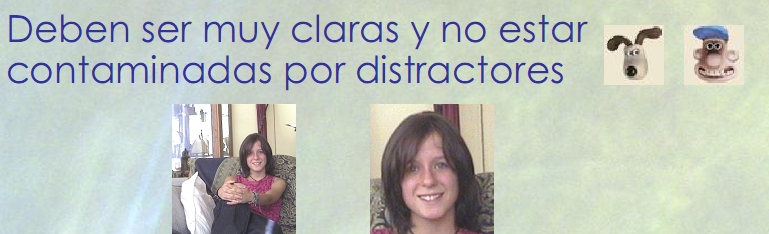 Deben ser muy claras y no estar
contaminadas por distractores